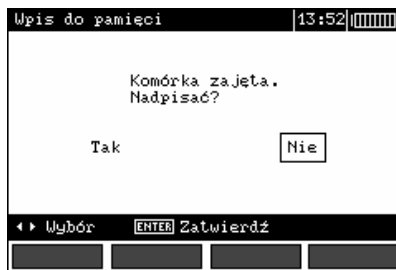 Wpis do pamięci 13:52
Komórka zajęta.
Nadpisać?
Tak Nie
Wybór ENTER Zatwierdź